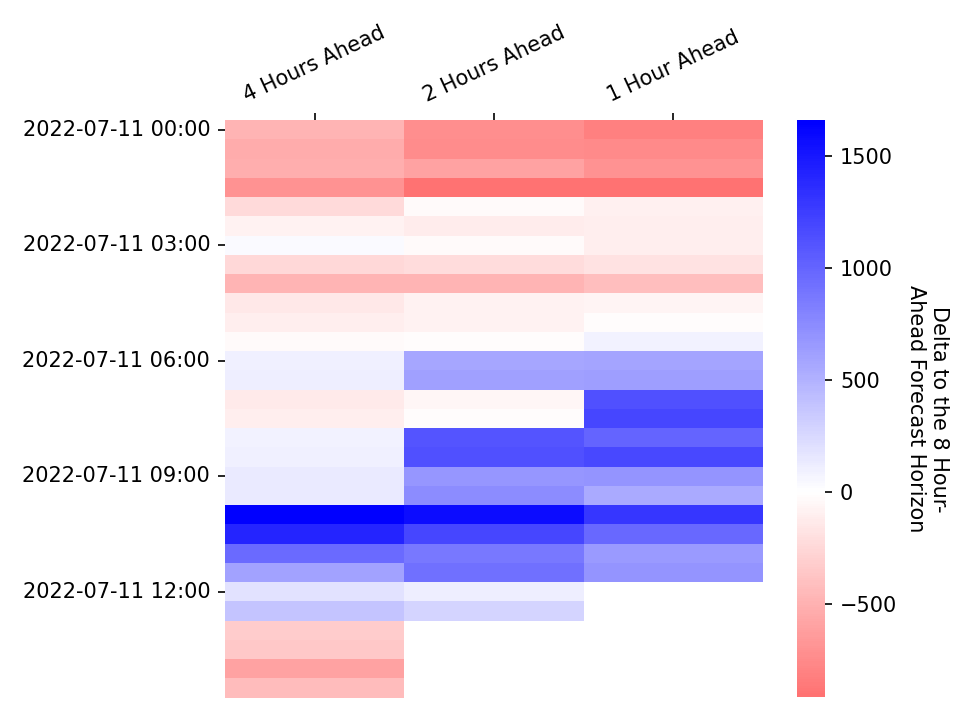 4 Hours Ahead
2 Hours Ahead
1 Hour Ahead
2022-07-11 00:00
2022-07-11 03:00
2022-07-11 06:00
2022-07-11 09:00
2022-07-11 12:00
1500
1000
500
0
−500
Delta to the 8 Hour-
Ahead Forecast Horizon